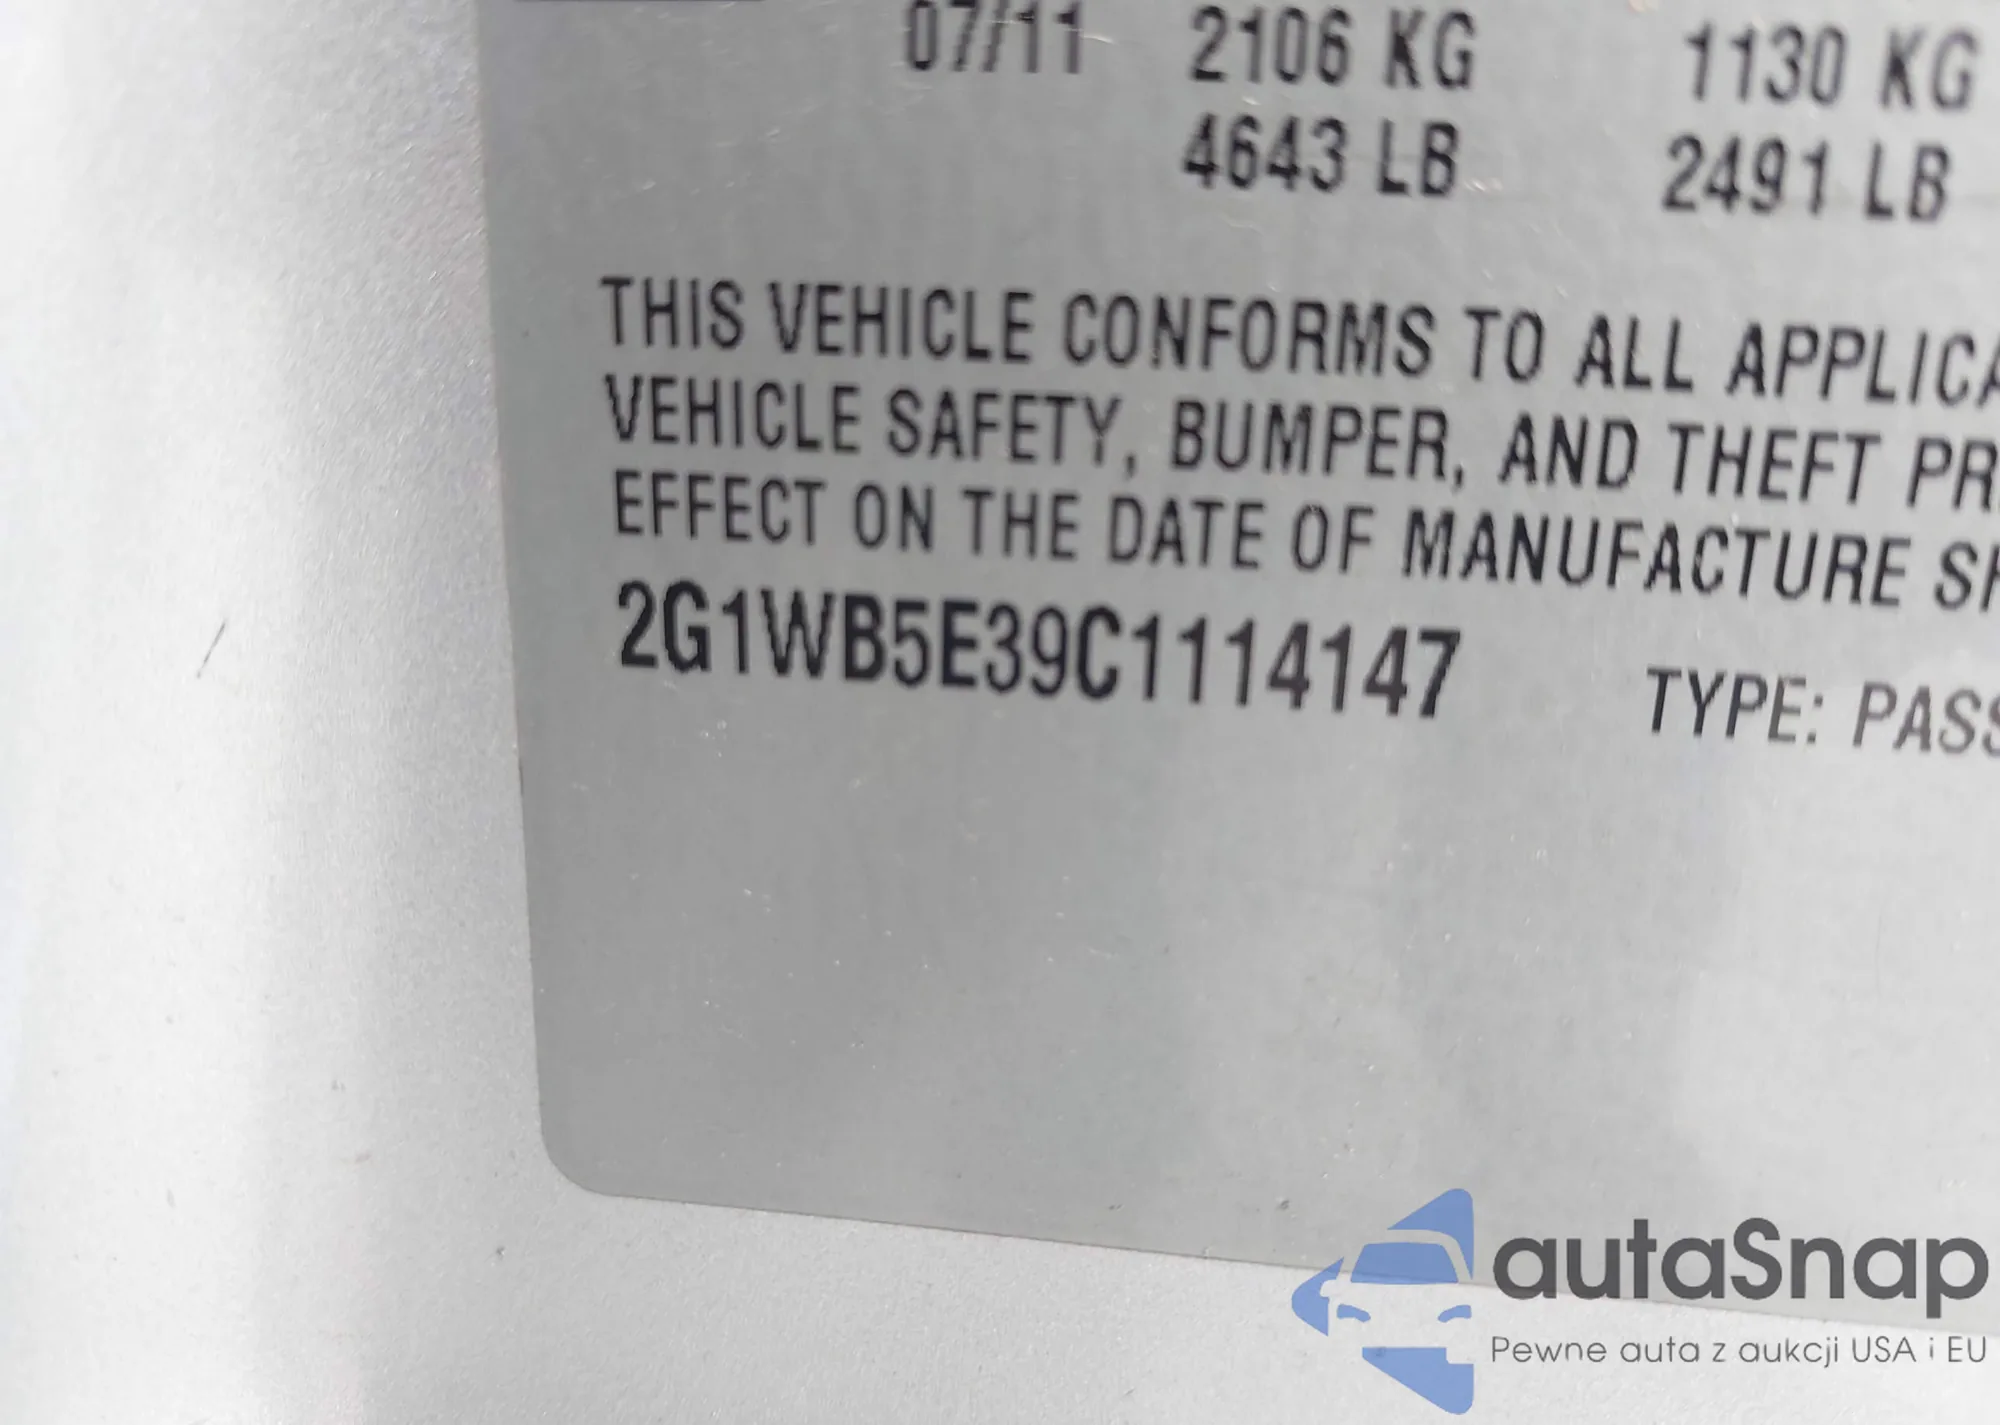 07/11 2106 KG 1130 KG
4643 LB 2491 LB
THIS VEHICLE CONFORMS TO ALL APPLICA
VEHICLE SAFETY, BUMPER, AND THEFT PR
EFFECT ON THE DATE OF MANUFACTURE SH
2G1WB5E39C1114147 TYPE: PASS
autaSnap
Pewne auta z aukcji USA i EU